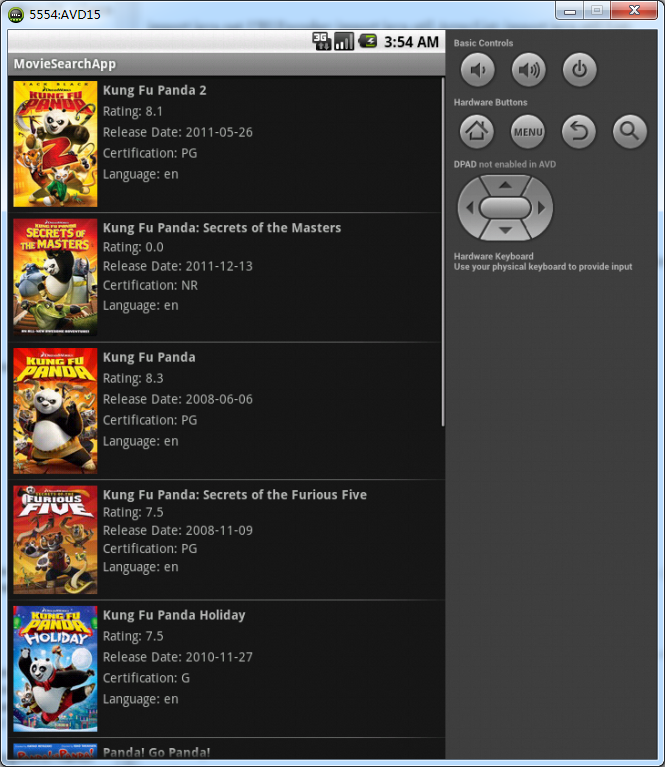 5554:AVD15
3G
3:54 AM
MovieSearchApp
JACK BLACK
KUNG FU
PANDA
2
Kung Fu Panda 2
Rating: 8.1
Release Date: 2011-05-26
Certification: PG
Language: en
KUNG FU PANDA
SECRETS OF
THE MASTERS
Kung Fu Panda: Secrets of the Masters
Rating: 0.0
Release Date: 2011-12-13
Certification: NR
Language: en
KUNG FU
PANDA
Kung Fu Panda
Rating: 8.3
Release Date: 2008-06-06
Certification: PG
Language: en
SECRETS OF THE
FURIOUS
FIVE
Kung Fu Panda: Secrets of the Furious Five
Rating: 7.5
Release Date: 2008-11-09
Certification: PG
Language: en
KUNG FU
PANDA
HOLIDAY
Kung Fu Panda Holiday
Rating: 7.5
Release Date: 2010-11-27
Certification: G
Language: en
Panda! Go Panda!
Basic Controls
Hardware Buttons
MENU
DPAD not enabled in AVD
Hardware Keyboard
Use your physical keyboard to provide input